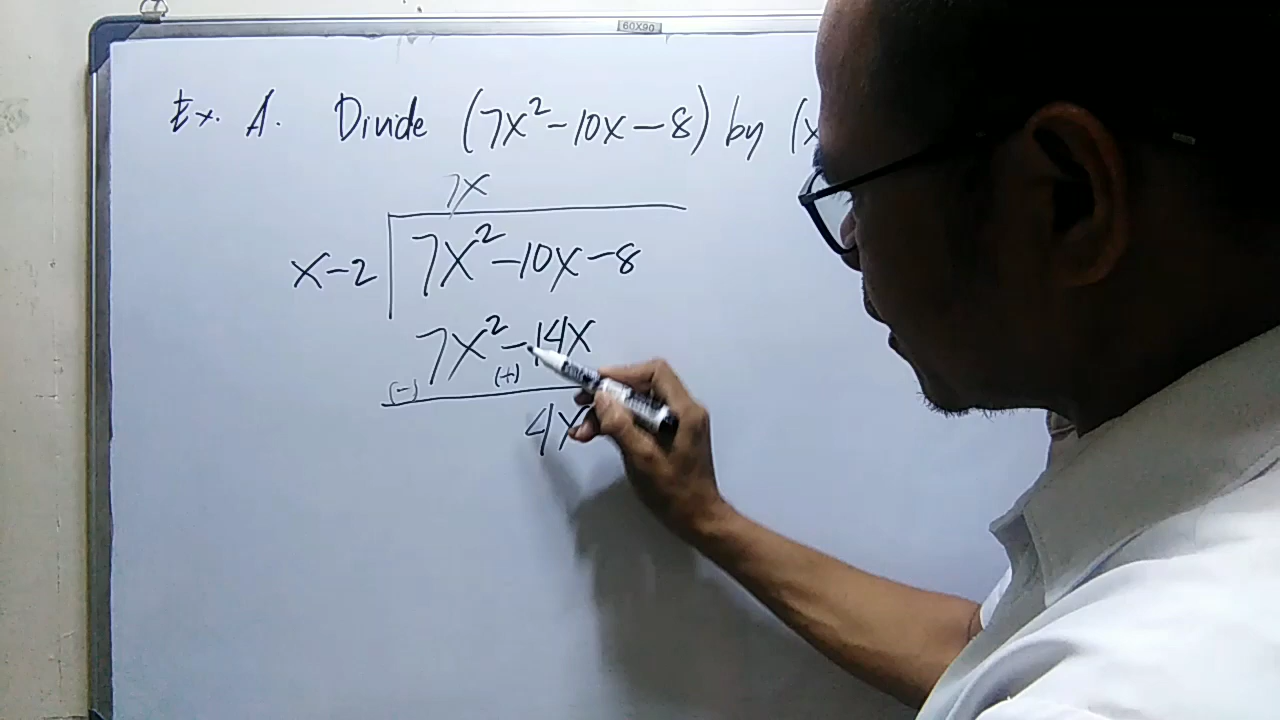 60X90
Ex. A. Divide (7x²-10x-8) by (x
7x
x-2 7x²-10x-8
7x²-14x
(-) (+)
4x